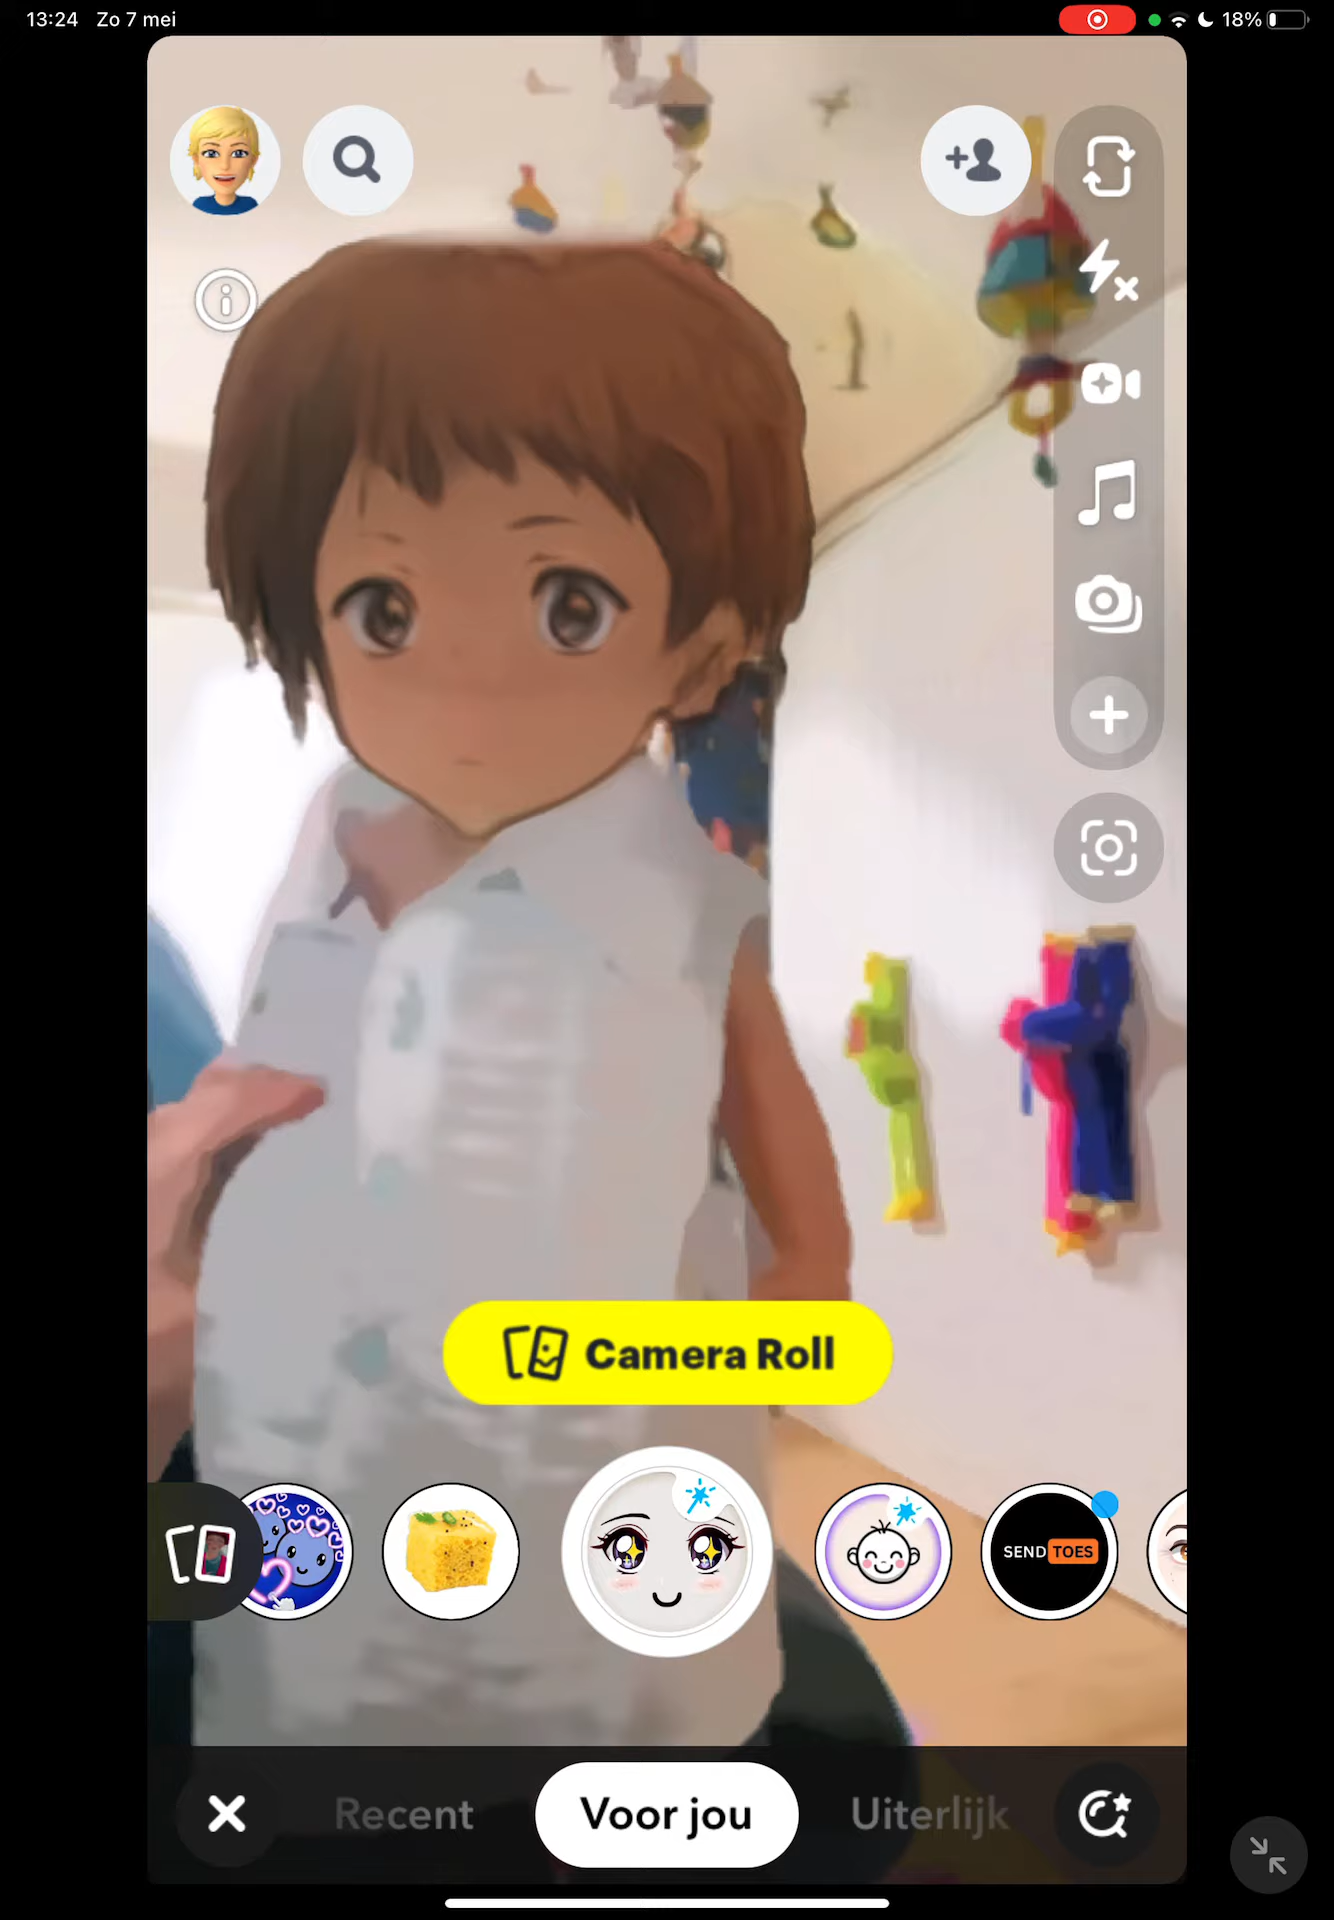 13:24 Zo 7 mei
18%
Camera Roll
SEND TOES
Recent
Voor jou
Uiterlijk